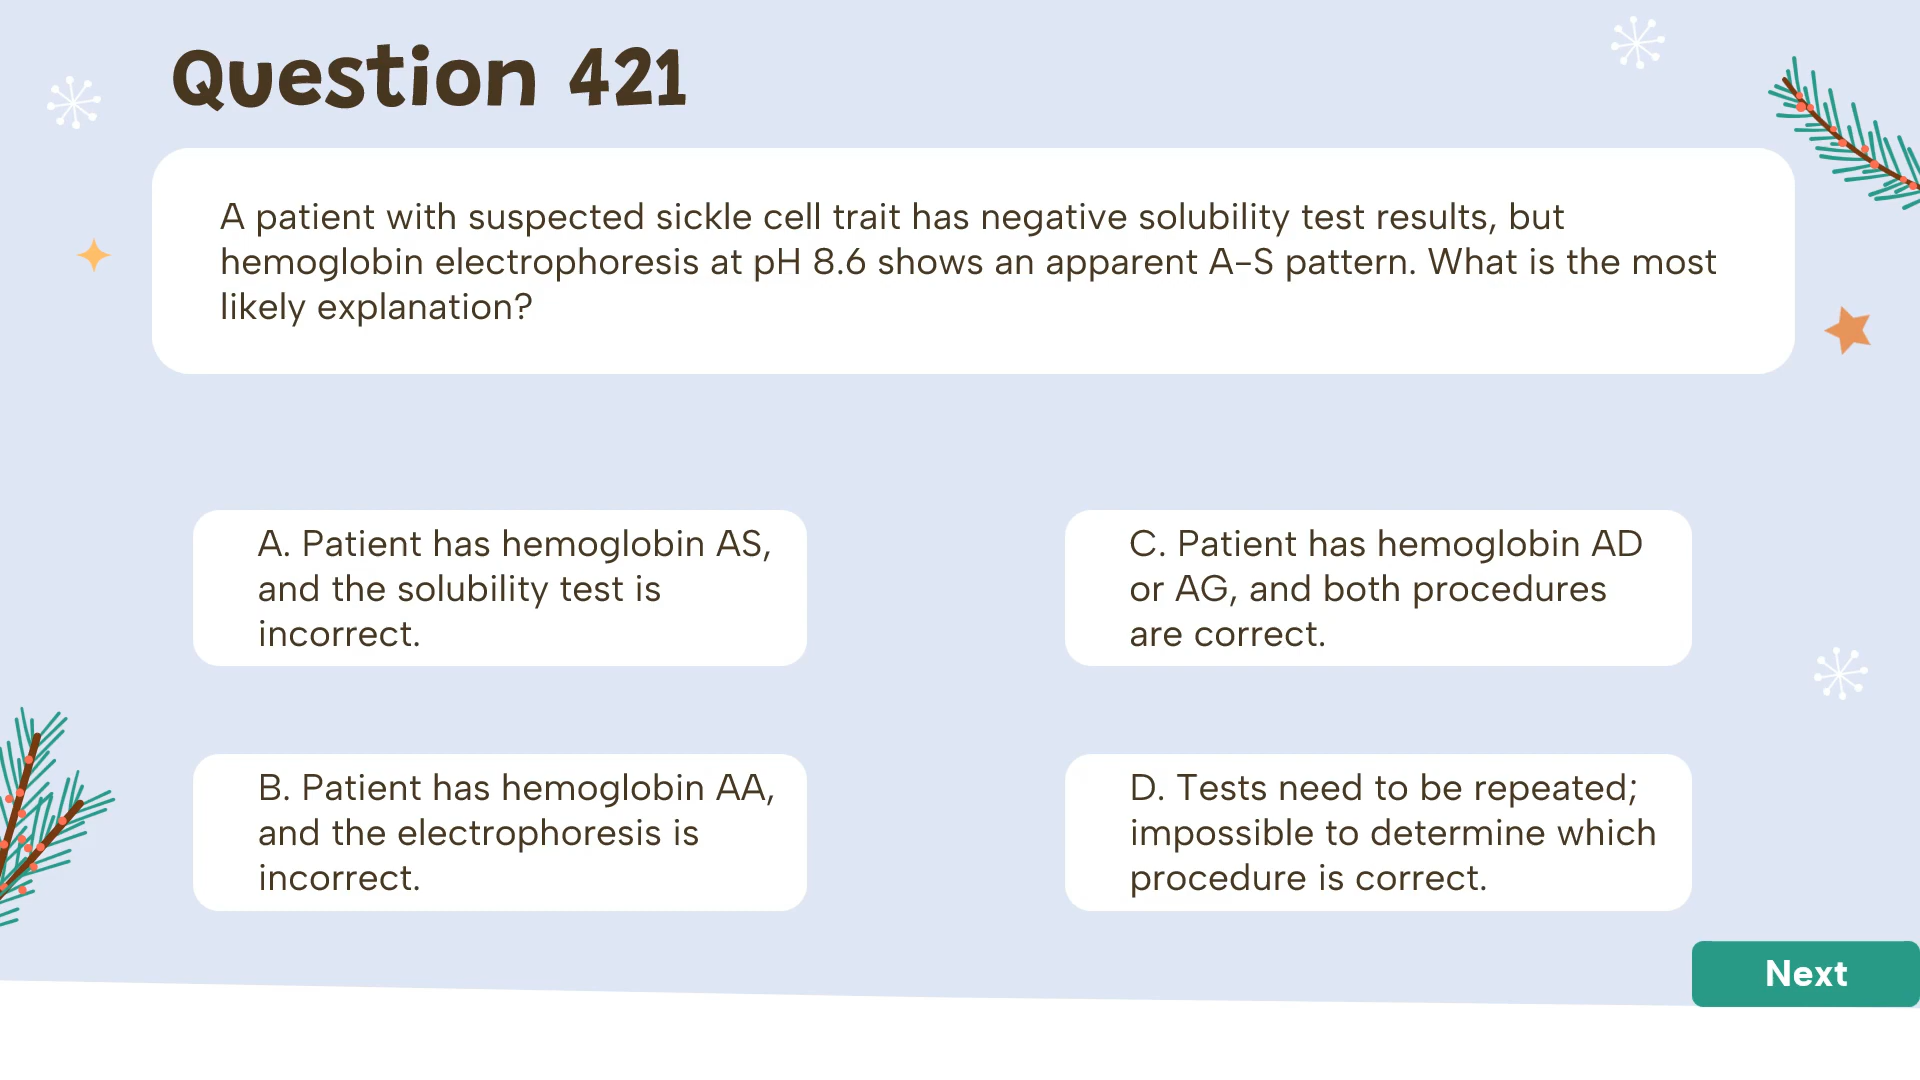 Question 421
A patient with suspected sickle cell trait has negative solubility test results, but
hemoglobin electrophoresis at pH 8.6 shows an apparent A-S pattern. What is the most
likely explanation?
A. Patient has hemoglobin AS,
and the solubility test is
incorrect.
B. Patient has hemoglobin AA,
and the electrophoresis is
incorrect.
C. Patient has hemoglobin AD
or AG, and both procedures
are correct.
D. Tests need to be repeated;
impossible to determine which
procedure is correct.
Next